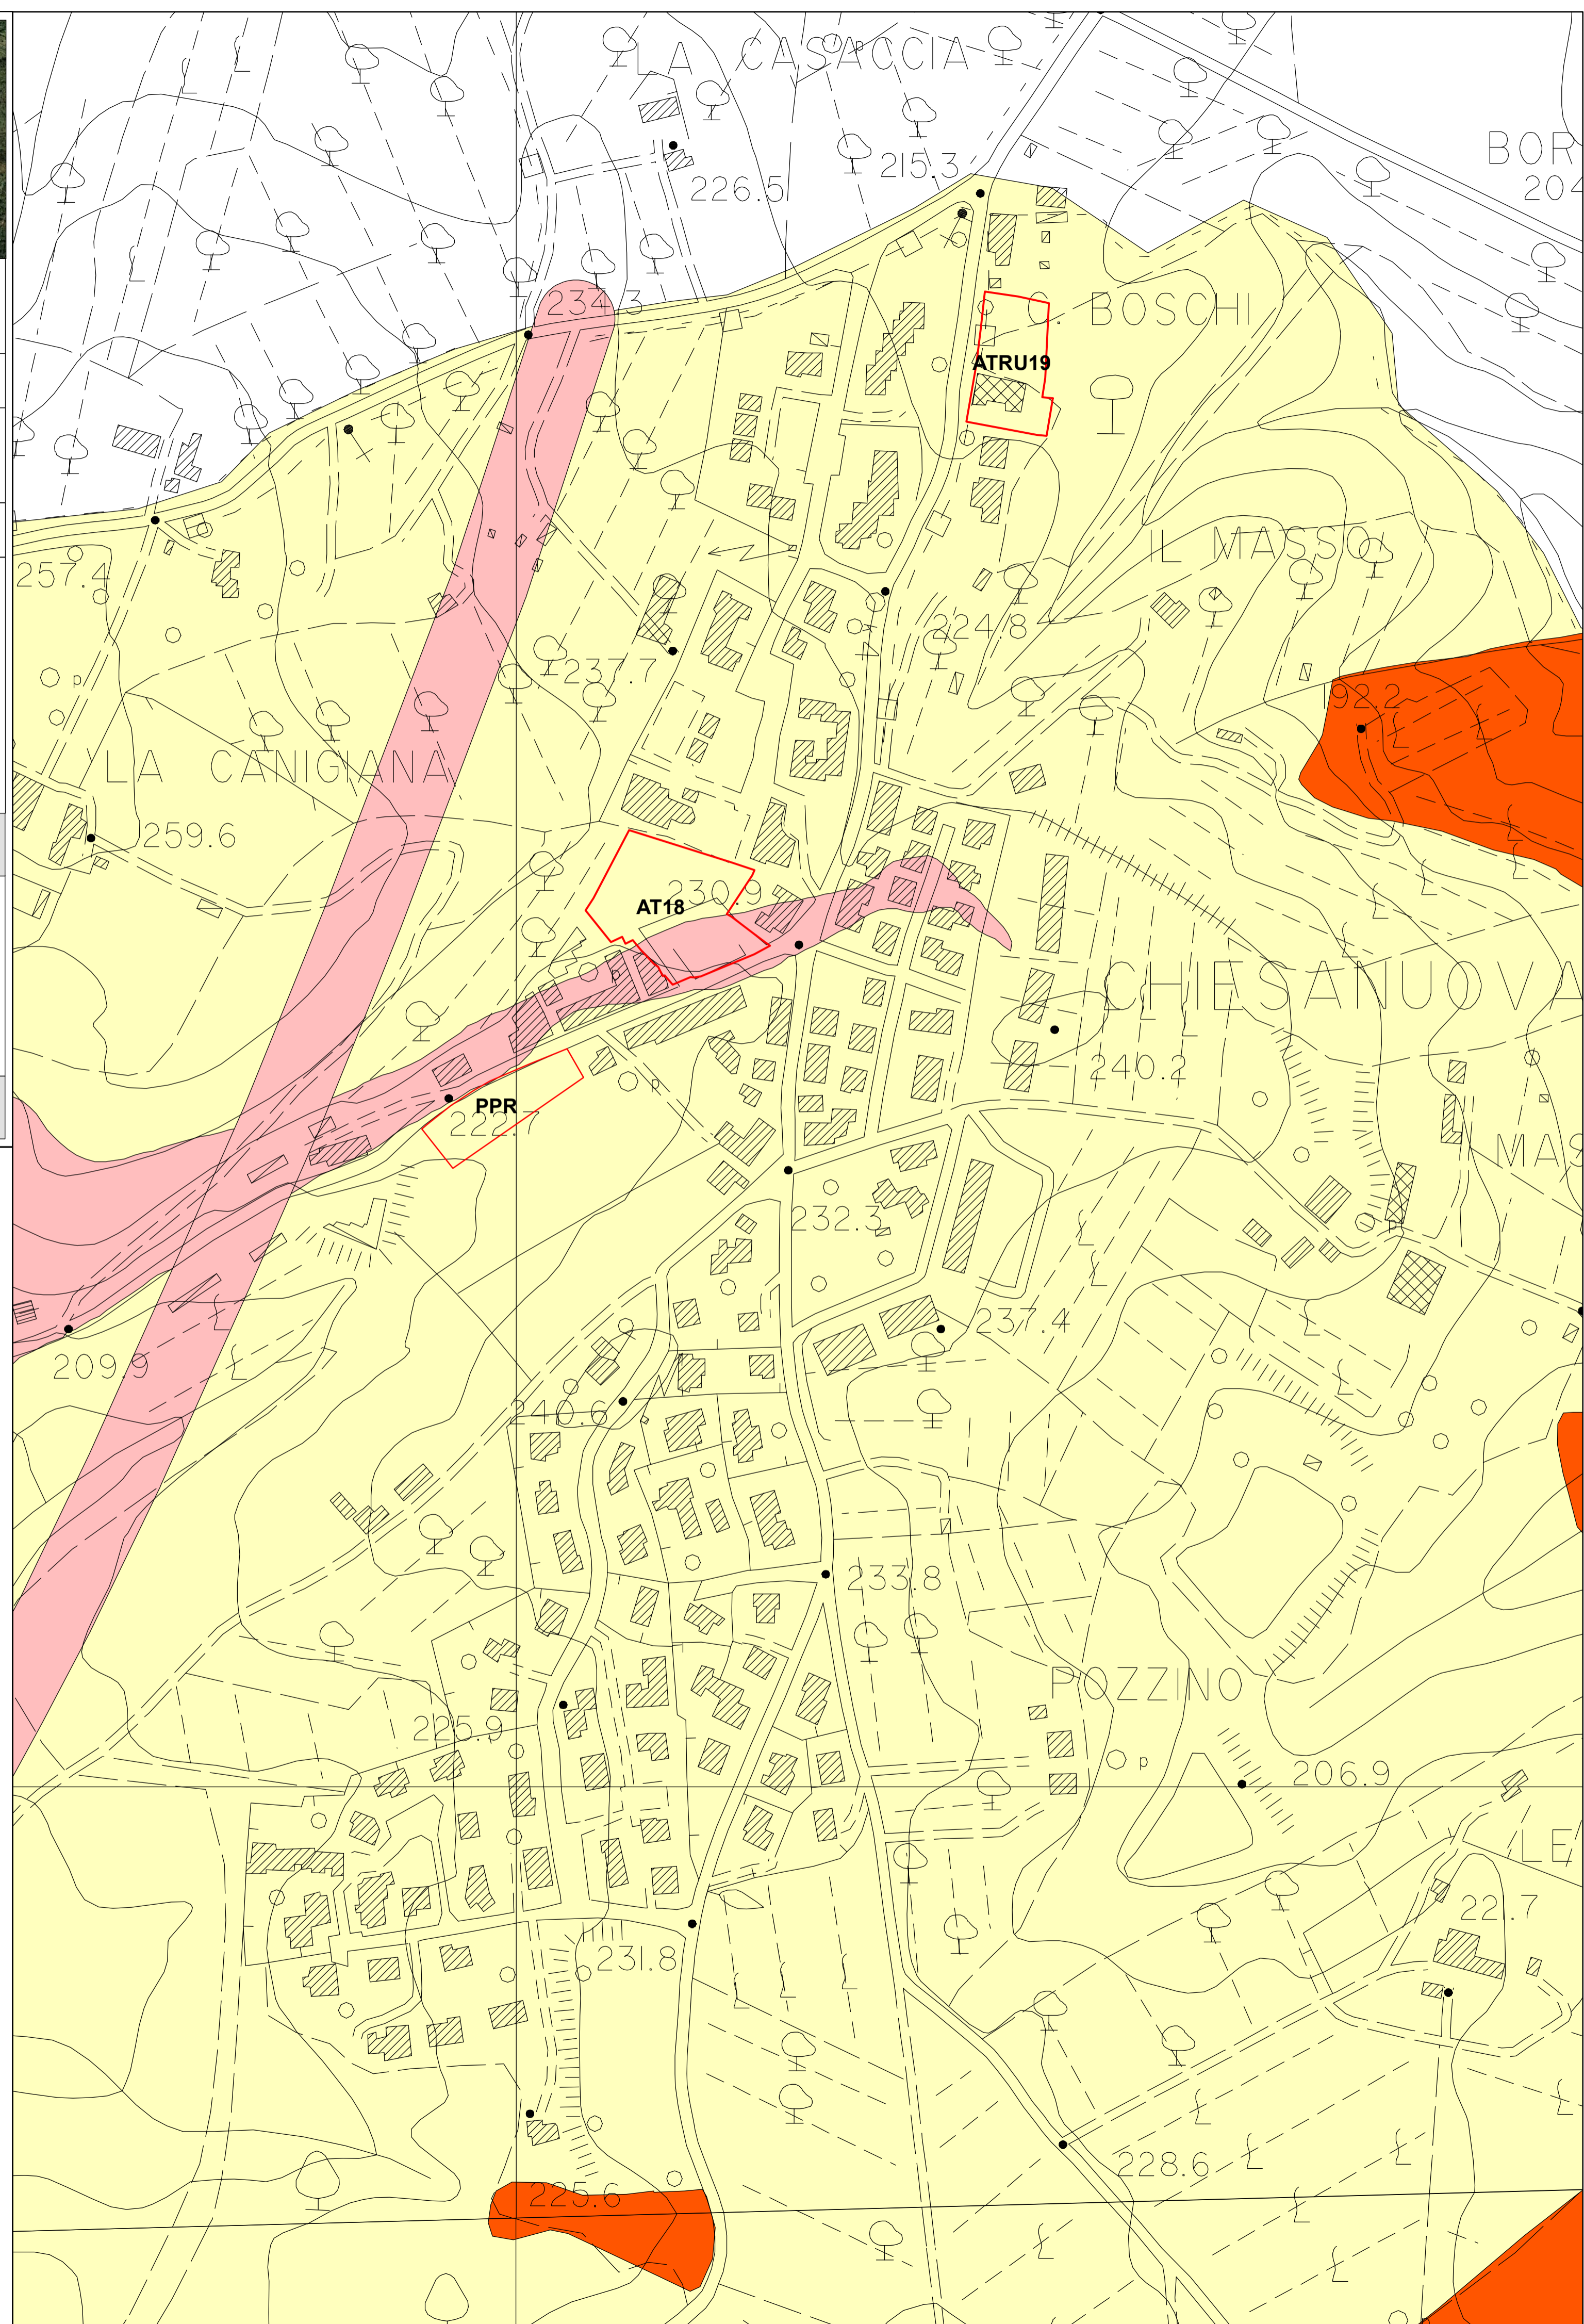 LA CASACCIA
p
BOR
204
215.3
226.5
234.3
C. BOSCHI
ATRU19
IL MASSO
257.4
224.8
237.7
p
192.2
LA CANIGIANA
259.6
230.9
AT18
p
CHIESANUOVA
240.2
p
PPR
222.7
MAS
232.3
p
237.4
209.9
240.6
233.8
POZZINO
225.9
p
206.9
LE
221.7
231.8
228.6
225.6